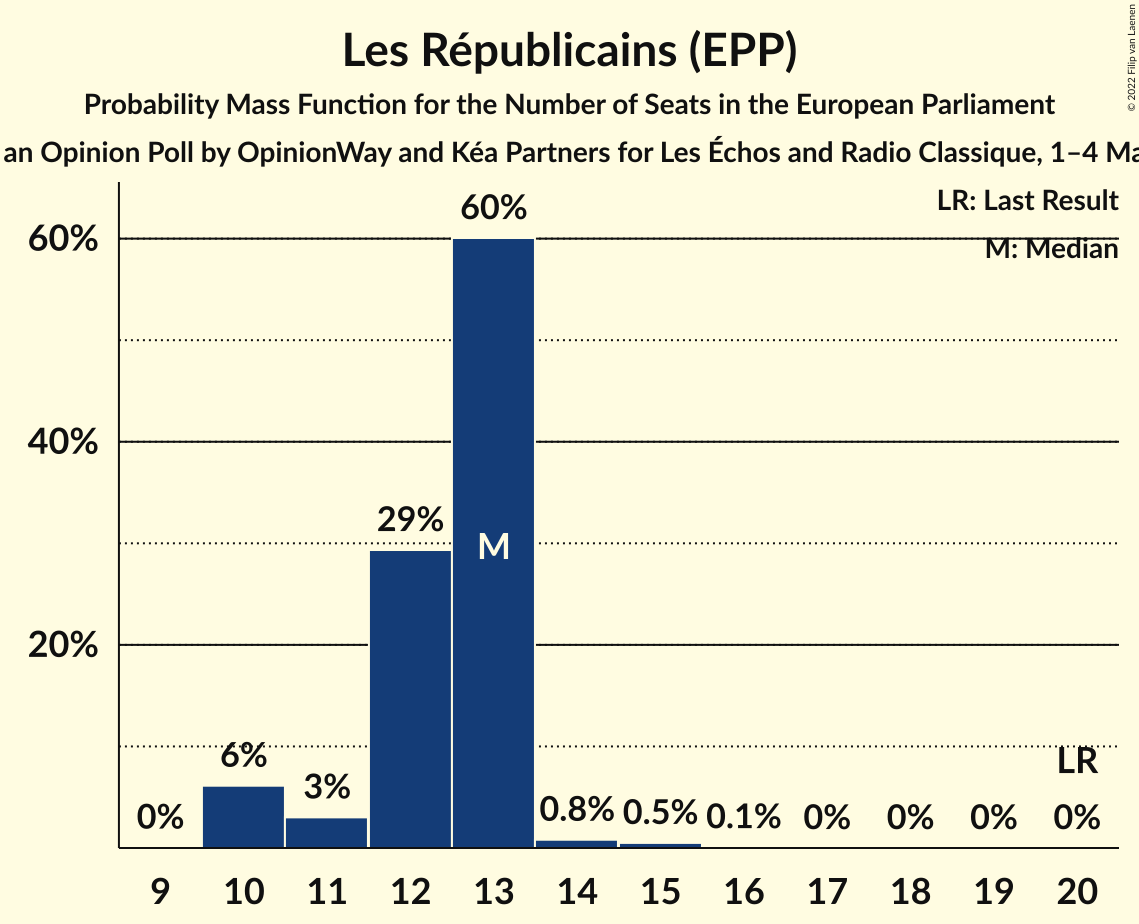 Les Républicains (EPP)
Probability Mass Function for the Number of Seats in the European Parliament
an Opinion Poll by OpinionWay and Kéa Partners for Les Échos and Radio Classique, 1–4
© 2022 Filip van Laenen
LR: Last Result
M: Median
60%
40%
20%
0% 6% 3% 29% 60% 0.8% 0.5% 0.1% 0% 0% 0% 0%
M
LR
9 10 11 12 13 14 15 16 17 18 19 20